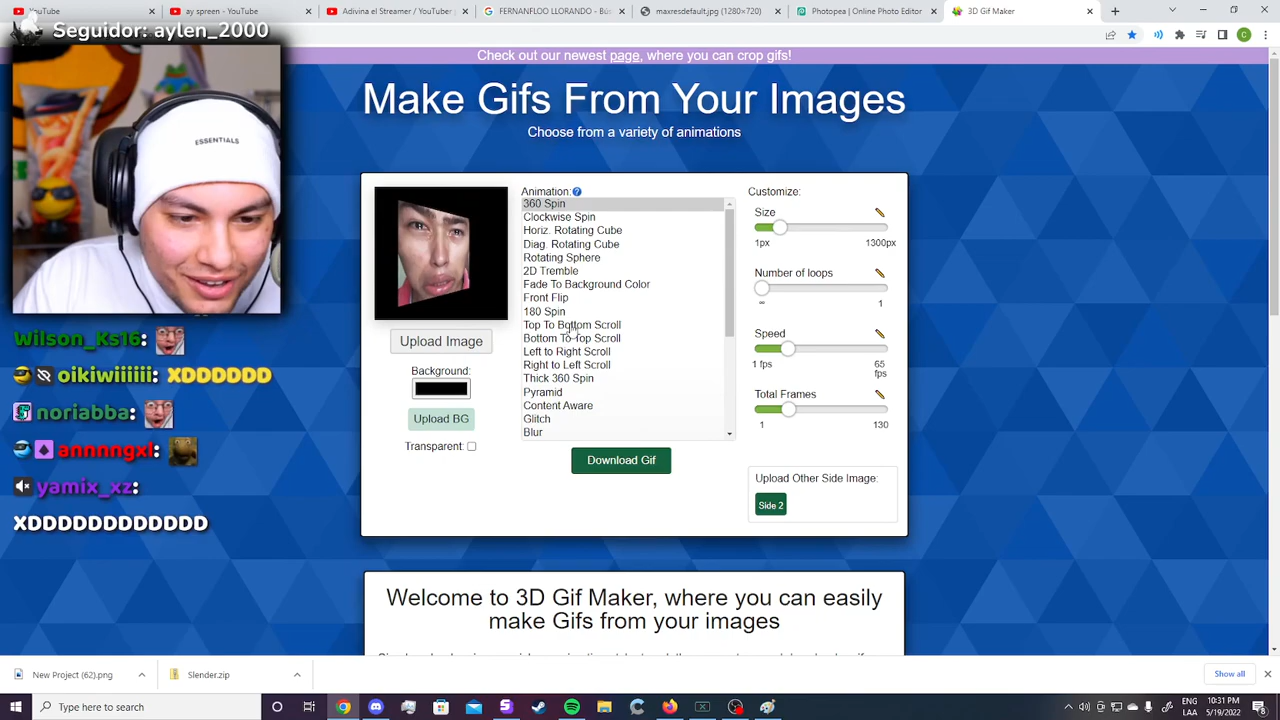 YouTube
ay spreen - YouTube
Adivina el Streamer / YouTuber
FERNANFLOO LLORANDO - Bú
maxresdefault.jpg (1280×720)
Photopea | Online Photo Editor
3D Gif Maker
Seguidor: aylen_2000
Check out our newest page, where you can crop gifs!
Make Gifs From Your Images
Choose from a variety of animations
ESSENTIALS
Animation:
360 Spin
Clockwise Spin
Horiz. Rotating Cube
Diag. Rotating Cube
Rotating Sphere
2D Tremble
Fade To Background Color
Front Flip
180 Spin
Top To Bottom Scroll
Bottom To Top Scroll
Left to Right Scroll
Right to Left Scroll
Thick 360 Spin
Pyramid
Content Aware
Glitch
Blur
Customize:
Size
1px 1300px
Number of loops
∞ 1
Speed
1 fps 65 fps
Total Frames
1 130
Upload Image
Background:
Upload BG
Transparent:
Download Gif
Upload Other Side Image:
Side 2
Wilson_Ks16:
oikiwiiiiii: XDDDDDD
noriabba:
annnngxl:
yamix_xz:
XDDDDDDDDDDDD
Welcome to 3D Gif Maker, where you can easily
make Gifs from your images
New Project (62).png
Slender.zip
Show all
Type here to search
ENG
LAA
10:31 PM
5/19/2022